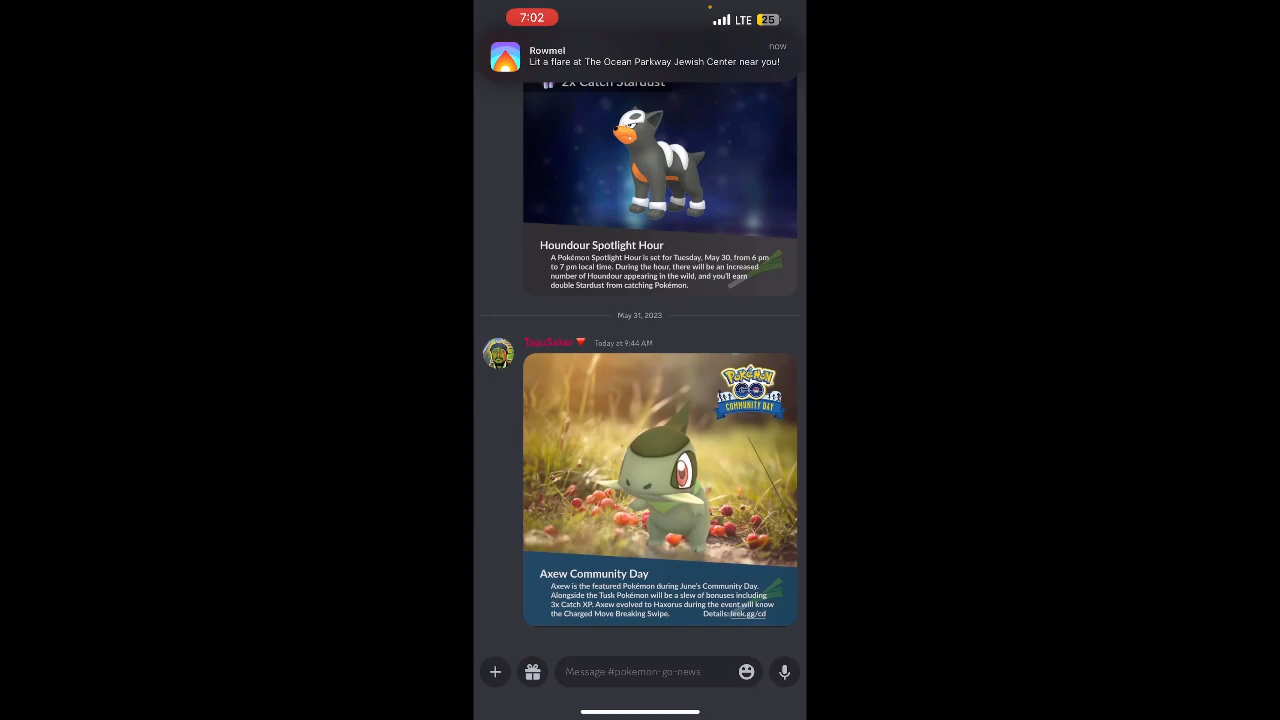 7:02
LTE 25
Rowmel
now
Lit a flare at The Ocean Parkway Jewish Center near you!
2x Catch Stardust
Houndour Spotlight Hour
A Pokémon Spotlight Hour is set for Tuesday, May 30, from 6 pm
to 7 pm local time. During the hour, there will be an increased
number of Houndour appearing in the wild, and you'll earn
double Stardust from catching Pokémon.
May 31, 2023
Today at 9:44 AM
POKÉMON
GO
COMMUNITY DAY
Axew Community Day
Axew is the featured Pokémon during June's Community Day.
Alongside the Tusk Pokémon will be a slew of bonuses including
3x Catch XP. Axew evolved to Haxorus during the event will know
the Charged Move Breaking Swipe. Details: leek.gg/cd
Message #pokemon-go-news